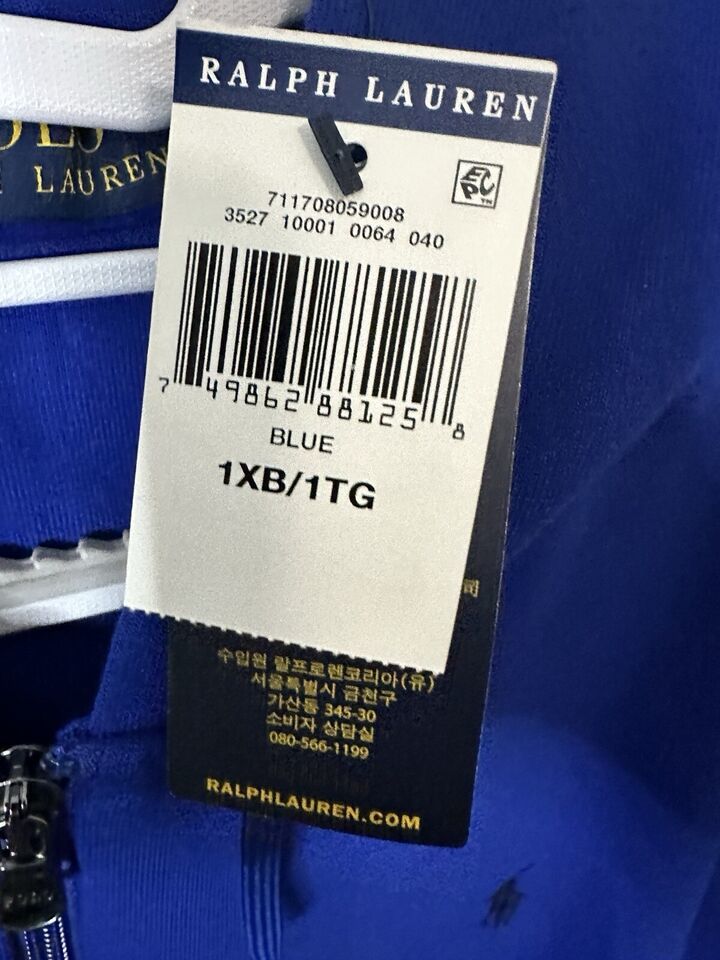 LAUREN
RALPH LAUREN
EPC
711708059008
3527 10001 0064 040
7 49862 88125 8
BLUE
1XB/1TG
수입원 랄프로렌코리아(유)
서울특별시 금천구
가산동 345-30
소비자 상담실
080-566-1199
RALPHLAUREN.COM